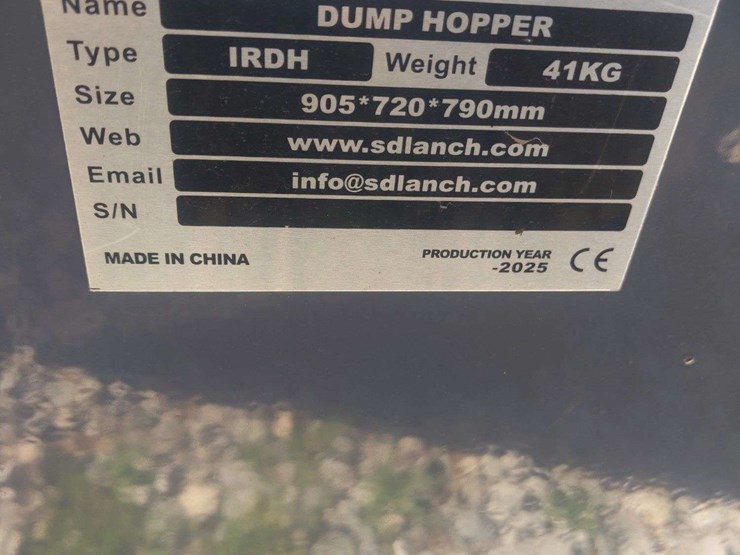 Name DUMP HOPPER
Type IRDH Weight 41KG
Size 905*720*790mm
Web www.sdlanch.com
Email info@sdlanch.com
S/N
MADE IN CHINA PRODUCTION YEAR
-2025 CE